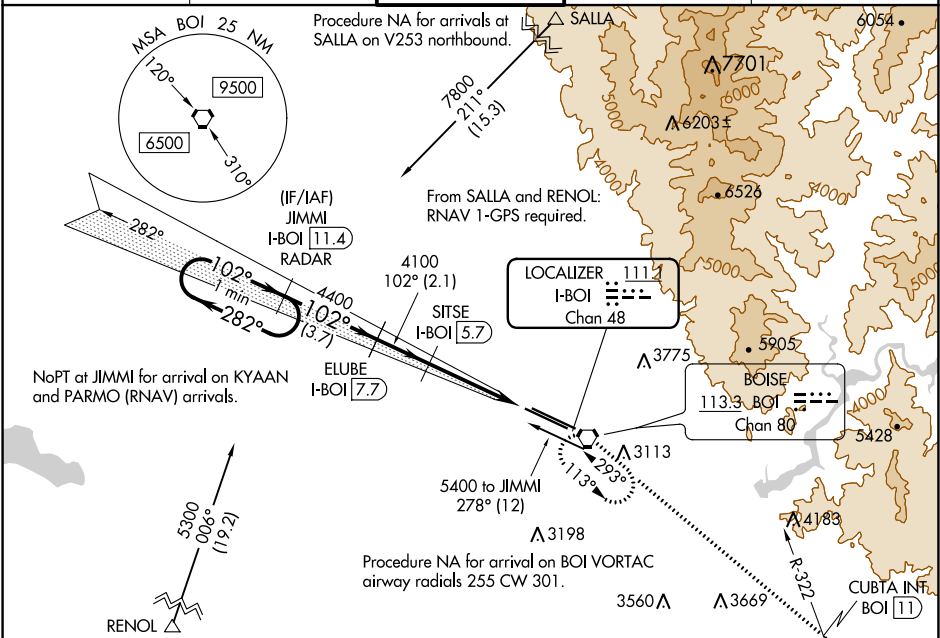 MSA BOI 25 NM
120°
9500
6500
310°
Procedure NA for arrivals at
SALLA on V253 northbound.
SALLA
7800
211°
(15.3)
6054
7701
6000
5000
6203±
4000
6526
4000
5000
From SALLA and RENOL:
RNAV 1-GPS required.
(IF/IAF)
JIMMI
I-BOI 11.4
RADAR
282°
102°
1 min
282°
4400
102°
(3.7)
4100
102° (2.1)
SITSE
I-BOI 5.7
ELUBE
I-BOI 7.7
LOCALIZER 111.1
I-BOI
Chan 48
3775
5905
BOISE
113.3 BOI
Chan 80
4000
5428
NoPT at JIMMI for arrival on KYAAN
and PARMO (RNAV) arrivals.
3113
293°
113°
5400 to JIMMI
278° (12)
3198
4183
R-322
Procedure NA for arrival on BOI VORTAC
airway radials 255 CW 301.
5300
006°
(19.2)
RENOL
3560
3669
CUBTA INT
BOI 11